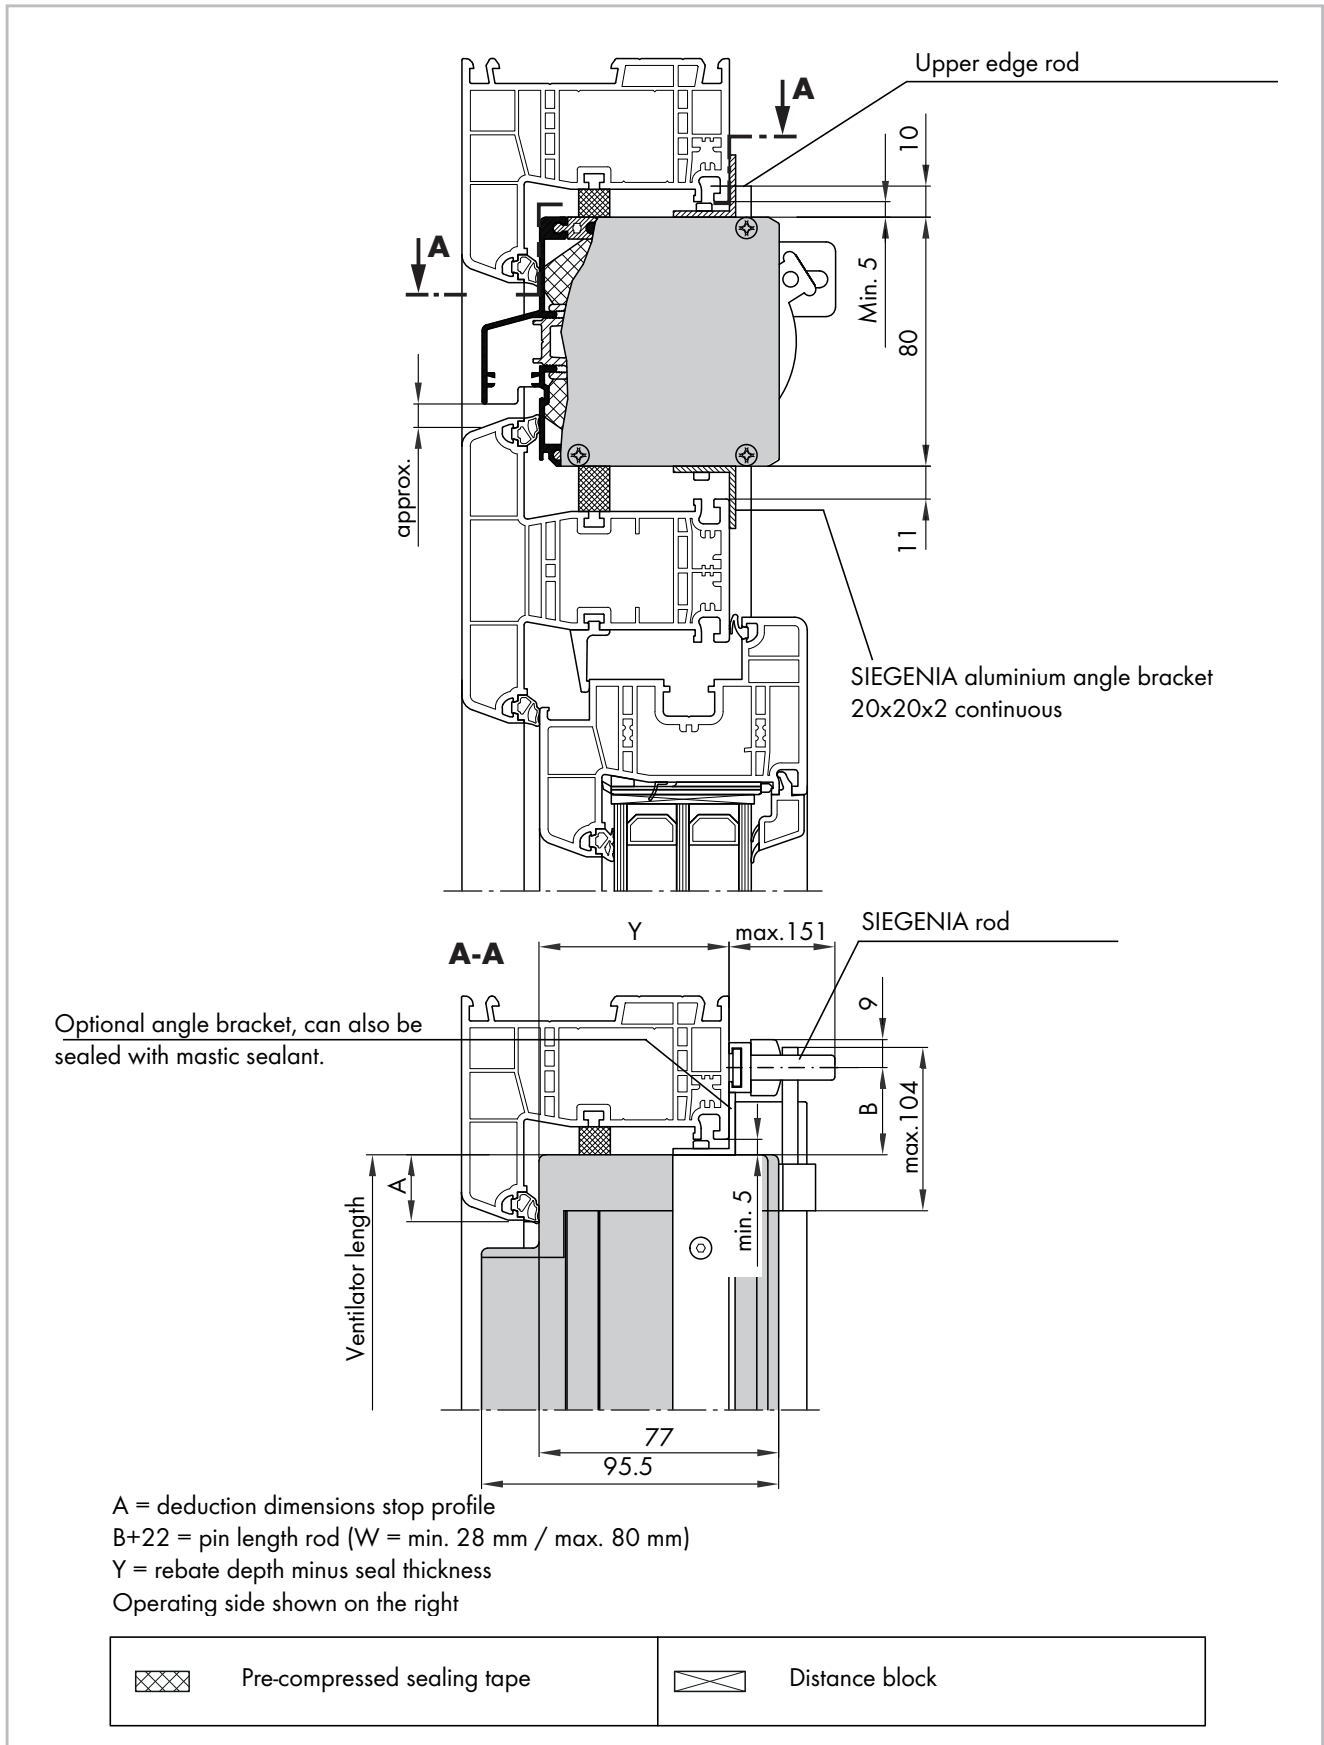 Upper edge rod
A
10
A
Min. 5
80
approx.
11
SIEGENIA aluminium angle bracket
20x20x2 continuous
SIEGENIA rod
Y
max.151
A-A
9
Optional angle bracket, can also be
sealed with mastic sealant.
B
max.104
A
min. 5
Ventilator length
77
95.5
A = deduction dimensions stop profile
B+22 = pin length rod (W = min. 28 mm / max. 80 mm)
Y = rebate depth minus seal thickness
Operating side shown on the right
Pre-compressed sealing tape
Distance block